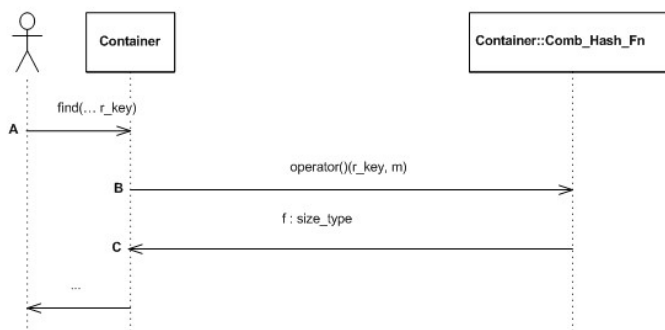 Container
Container::Comb_Hash_Fn
find(... r_key)
A
operator()(r_key, m)
B
f : size_type
C
...